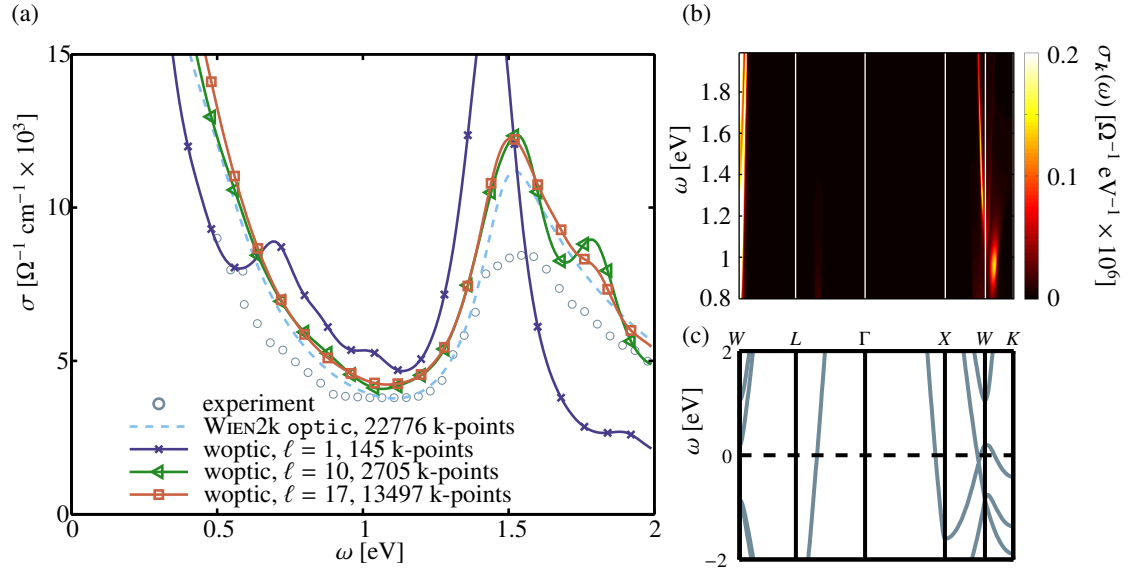 (a)
15
10
5
0
σ [Ω⁻¹ cm⁻¹ × 10³]
experiment
WIEN2k optic, 22776 k-points
woptic, ℓ = 1, 145 k-points
woptic, ℓ = 10, 2705 k-points
woptic, ℓ = 17, 13497 k-points
0 0.5 1 1.5 2
ω [eV]
(b)
1.8
1.6
1.4
1.2
1
0.8
ω [eV]
0.2
0.1
0
σₖ(ω) [Ω⁻¹ eV⁻¹ × 10⁶]
(c)
W L Γ X W K
2
0
−2
ω [eV]